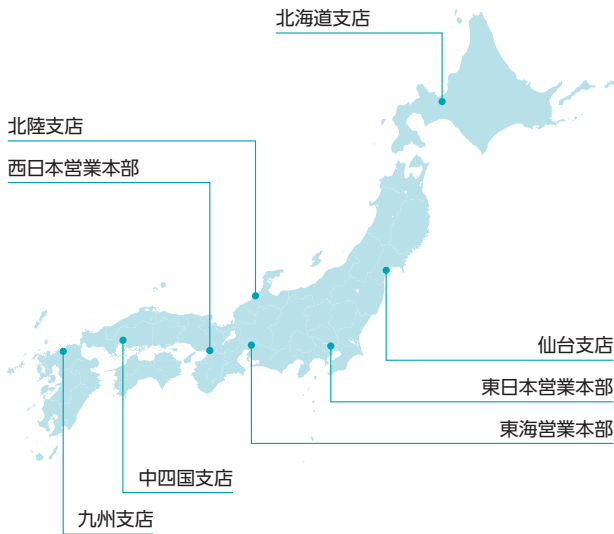 北海道支店
北陸支店
西日本営業本部
仙台支店
東日本営業本部
東海営業本部
中四国支店
九州支店